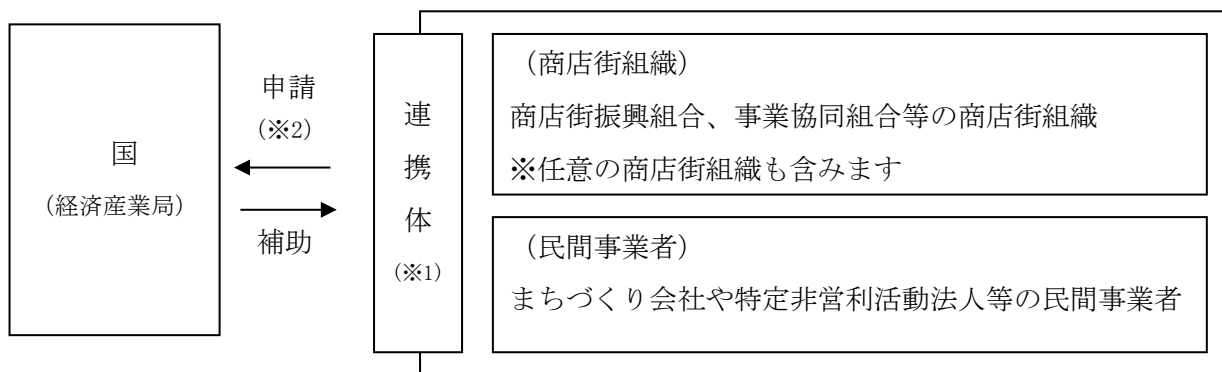 国
（経済産業局）
申請
（※2）
補助
連
携
体
（※1）
（商店街組織）
商店街振興組合、事業協同組合等の商店街組織
※任意の商店街組織も含みます
（民間事業者）
まちづくり会社や特定非営利活動法人等の民間事業者